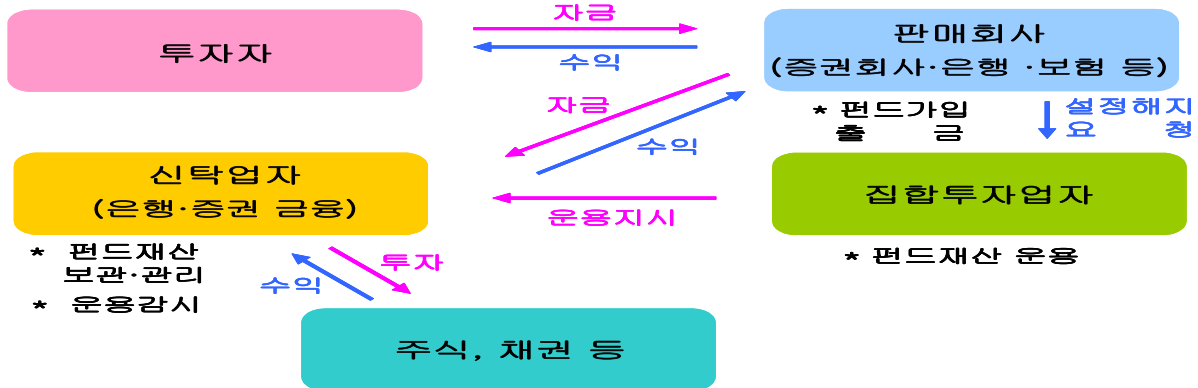 투자자
자금
수익
판매회사
(증권회사·은행 ·보험 등)
자금
수익
* 펀드가입
출 금
설정해지
요 청
신탁업자
(은행·증권 금융)
운용지시
집합투자업자
* 펀드재산
보관·관리
* 운용감시
수익
투자
* 펀드재산 운용
주식, 채권 등